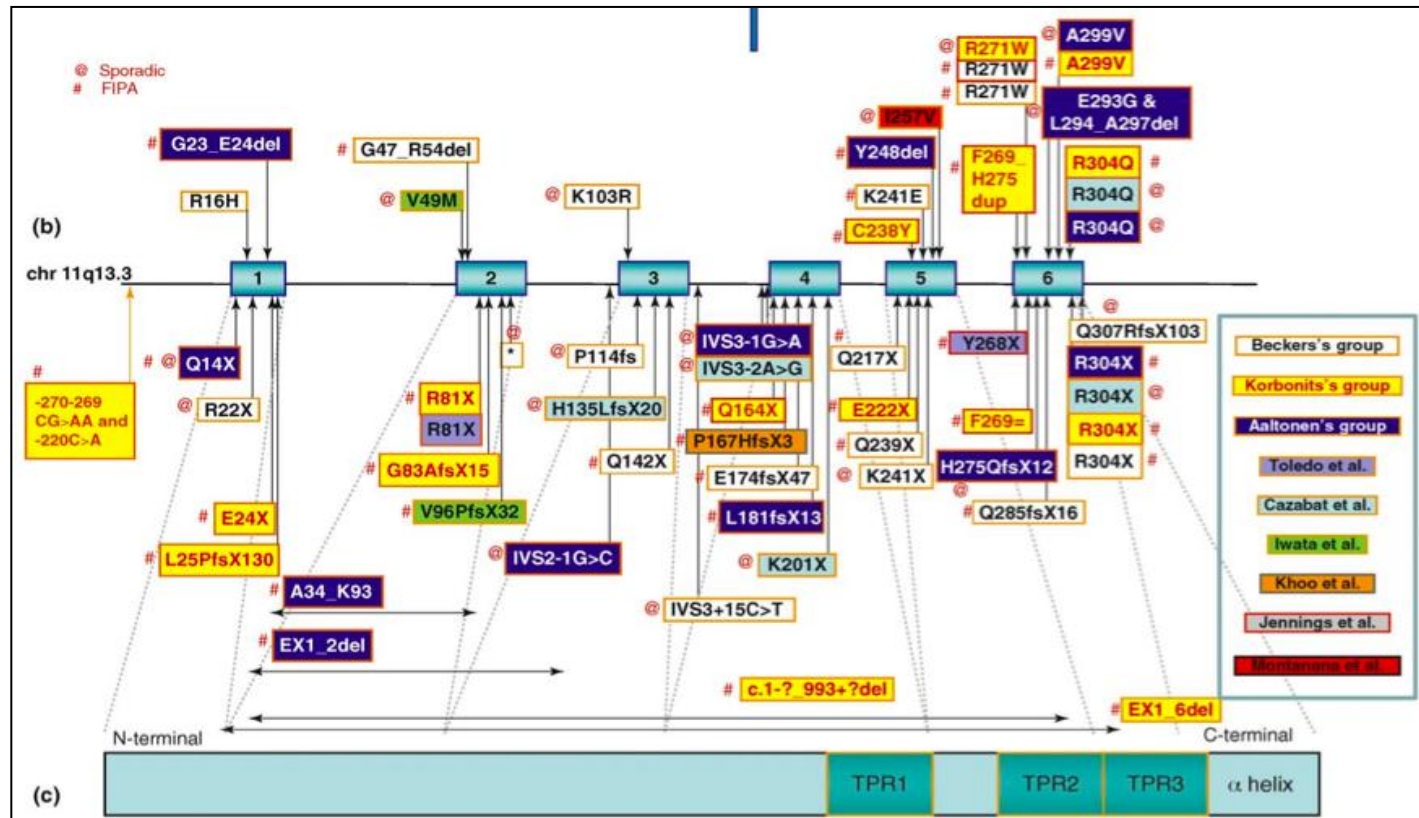 @ Sporadic
# FIPA
(b)
chr 11q13.3
# G23_E24del
R16H
# G47_R54del
@ V49M
@ K103R
@ I257V
# Y248del
# K241E
# C238Y
@ R271W
# R271W
# R271W
# F269_
H275
dup
@ A299V
# A299V
@ E293G &
L294_A297del
R304Q #
R304Q @
R304Q @
1
2
3
4
5
6
#
-270-269
CG>AA and
-220C>A
# @ Q14X
@ R22X
# E24X
# L25PfsX130
# A34_K93
# EX1_2del
# R81X
R81X
# G83AfsX15
# V96PfsX32
@
*
@ IVS2-1G>C
@ P114fs
@ H135LfsX20
# Q142X
@ IVS3+15C>T
@ IVS3-1G>A
@ IVS3-2A>G
# Q164X
# P167HfsX3
# E174fsX47
# L181fsX13
@ K201X
#
Q217X
# E222X
# Q239X
@ K241X
# Y268X
# F269=
H275QfsX12
@
# Q285fsX16
@
Q307RfsX103
R304X #
R304X @
R304X #
R304X #
# c.1-?_993+?del
# EX1_6del
Beckers's group
Korbonits's group
Aaltonen's group
Toledo et al.
Cazabat et al.
Iwata et al.
Khoo et al.
Jennings et al.
Montanana et al.
N-terminal
C-terminal
(c)
TPR1
TPR2
TPR3
α helix